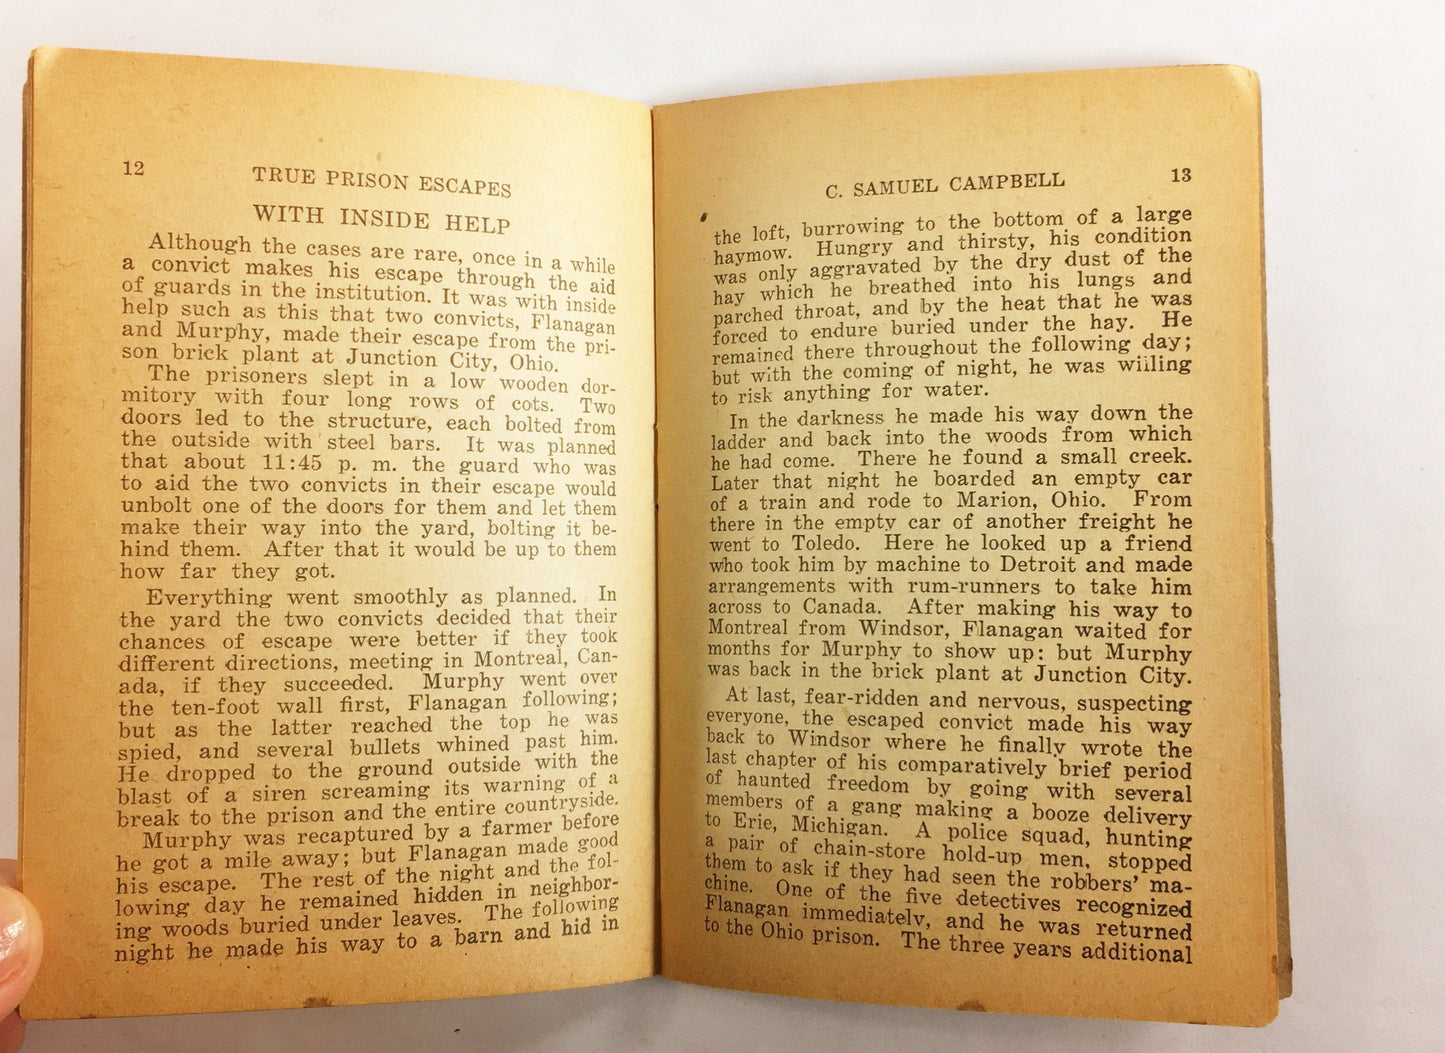 12
TRUE PRISON ESCAPES
WITH INSIDE HELP
Although the cases are rare, once in a while
a convict makes his escape through the aid
of guards in the institution. It was with inside
help such as this that two convicts, Flanagan
and Murphy, made their escape from the pri-
son brick plant at Junction City, Ohio.
The prisoners slept in a low wooden dor-
mitory with four long rows of cots. Two
doors led to the structure, each bolted from
the outside with steel bars. It was planned
that about 11:45 p. m. the guard who was
to aid the two convicts in their escape would
unbolt one of the doors for them and let them
make their way into the yard, bolting it be-
hind them. After that it would be up to them
how far they got.
Everything went smoothly as planned. In
the yard the two convicts decided that their
chances of escape were better if they took
different directions, meeting in Montreal, Can-
ada, if they succeeded. Murphy went over
the ten-foot wall first, Flanagan following;
but as the latter reached the top he was
spied, and several bullets whined past him.
He dropped to the ground outside with the
blast of a siren screaming its warning of a
break to the prison and the entire countryside.
Murphy was recaptured by a farmer before
he got a mile away; but Flanagan made good
his escape. The rest of the night and the fol-
lowing day he remained hidden in neighbor-
ing woods buried under leaves. The following
night he made his way to a barn and hid in
C. SAMUEL CAMPBELL
13
the loft, burrowing to the bottom of a large
haymow. Hungry and thirsty, his condition
was only aggravated by the dry dust of the
hay which he breathed into his lungs and
parched throat, and by the heat that he was
forced to endure buried under the hay. He
remained there throughout the following day;
but with the coming of night, he was willing
to risk anything for water.
In the darkness he made his way down the
ladder and back into the woods from which
he had come. There he found a small creek.
Later that night he boarded an empty car
of a train and rode to Marion, Ohio. From
there in the empty car of another freight he
went to Toledo. Here he looked up a friend
who took him by machine to Detroit and made
arrangements with rum-runners to take him
across to Canada. After making his way to
Montreal from Windsor, Flanagan waited for
months for Murphy to show up: but Murphy
was back in the brick plant at Junction City.
At last, fear-ridden and nervous, suspecting
everyone, the escaped convict made his way
back to Windsor where he finally wrote the
last chapter of his comparatively brief period
of haunted freedom by going with several
members of a gang making a booze delivery
to Erie, Michigan. A police squad, hunting
a pair of chain-store hold-up men, stopped
them to ask if they had seen the robbers' ma-
chine. One of the five detectives recognized
Flanagan immediately, and he was returned
to the Ohio prison. The three years additional